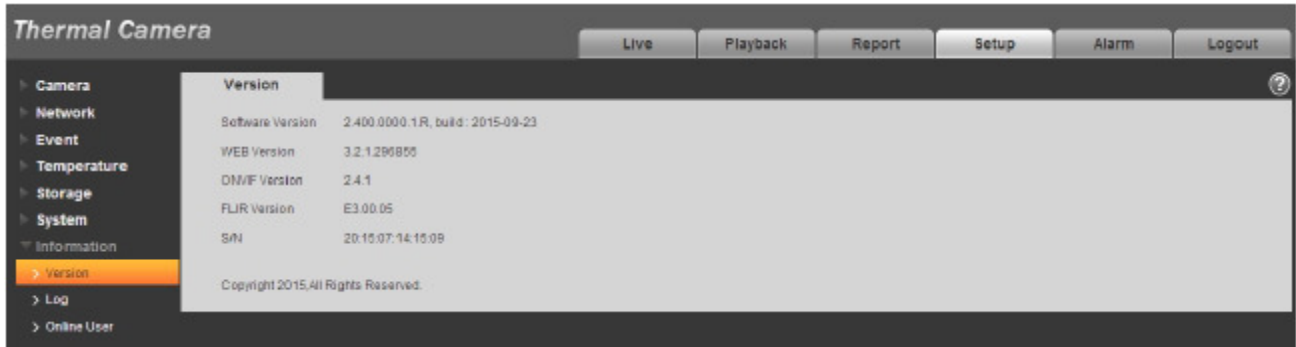 Thermal Camera
Live Playback Report Setup Alarm Logout
Camera
Network
Event
Temperature
Storage
System
Information
Version
Log
Online User
Version
Software Version 2.400.0000.1.R, build : 2015-09-23
WEB Version 3.2.1.296855
ONVIF Version 2.4.1
FLIR Version E3.00.05
S/N 20:15:07:14:15:09
Copyright 2015,All Rights Reserved.
?